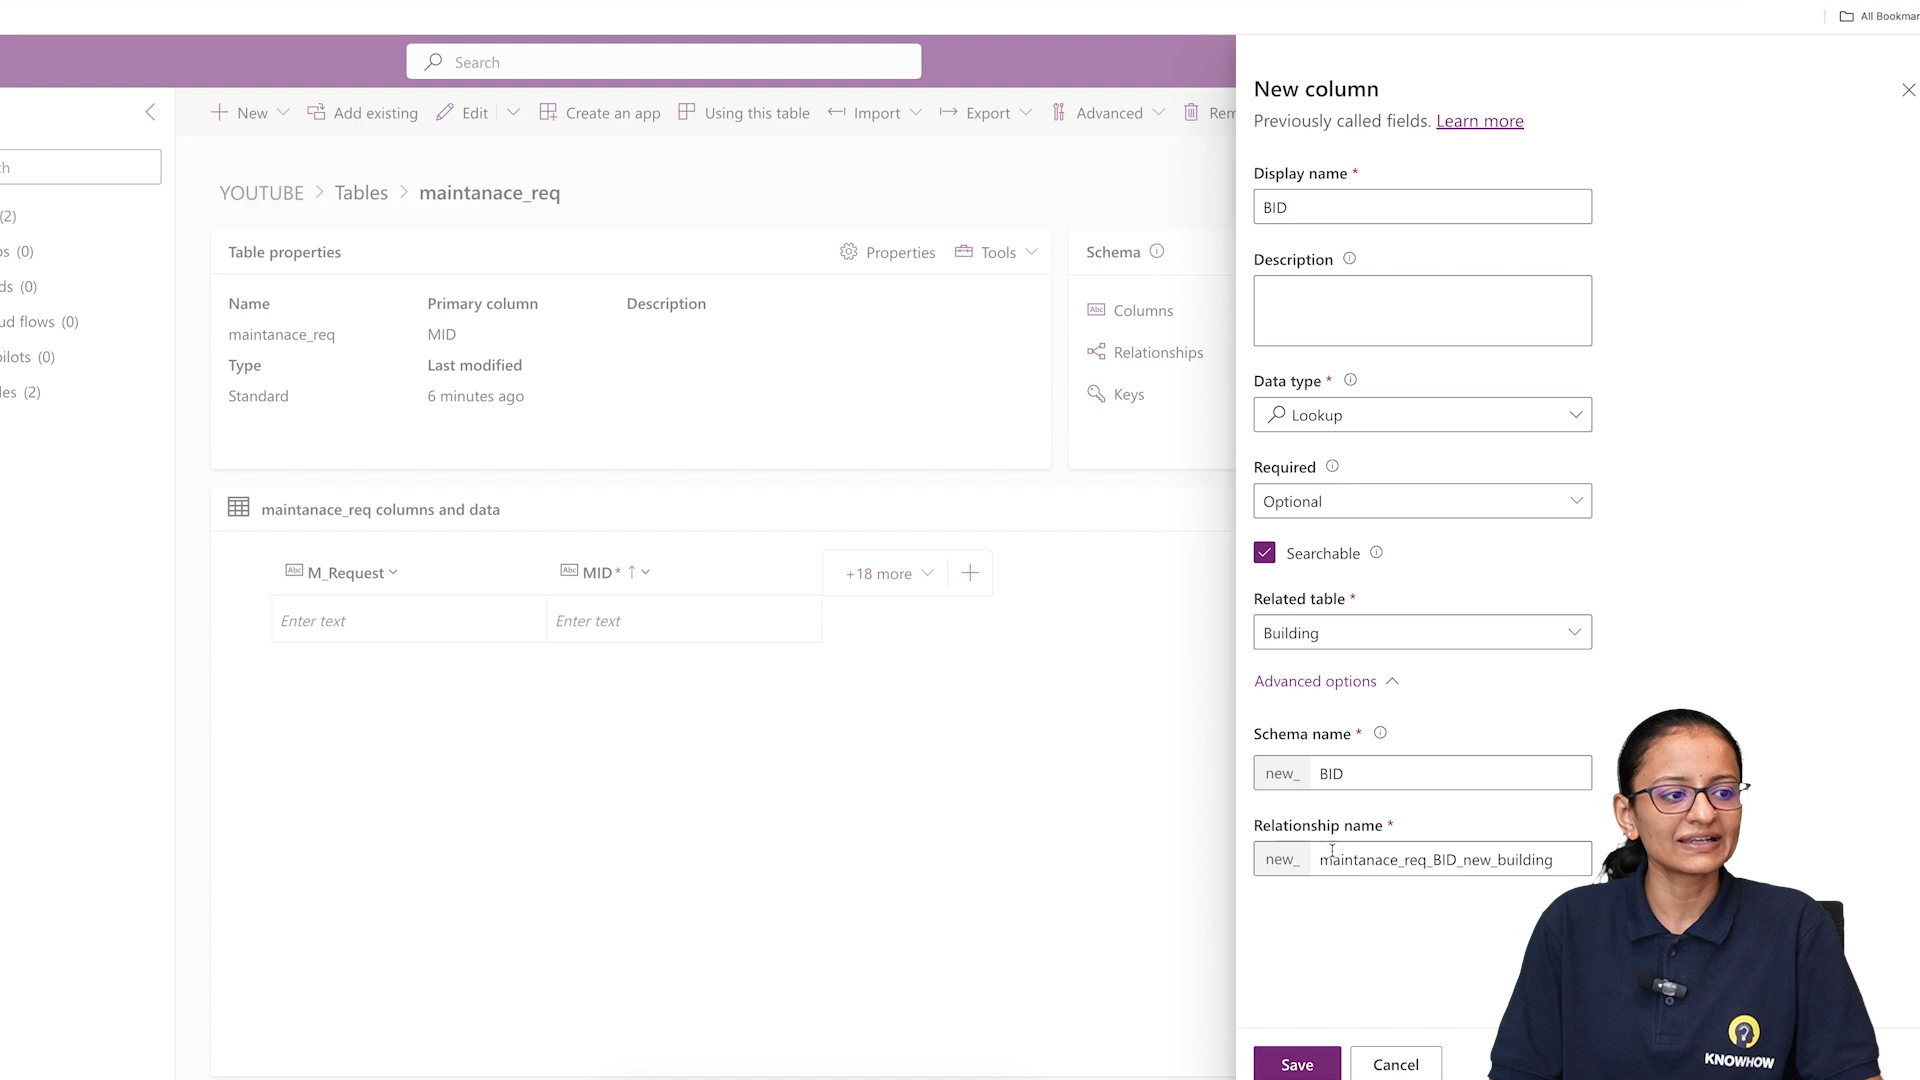 All Bookmar
Search
New
Add existing
Edit
Create an app
Using this table
Import
Export
Advanced
Rem
New column
Previously called fields. Learn more
Display name *
BID
Description
Data type *
Lookup
Required
Optional
Searchable
Related table *
Building
Advanced options
Schema name *
new_ BID
Relationship name *
new_ maintanace_req_BID_new_building
Save
Cancel
h
(2)
s (0)
ds (0)
ud flows (0)
ilots (0)
les (2)
YOUTUBE > Tables > maintanace_req
Table properties
Properties
Tools
Name
Primary column
Description
maintanace_req
MID
Type
Last modified
Standard
6 minutes ago
Schema
Columns
Relationships
Keys
maintanace_req columns and data
Abc M_Request
Abc MID *
+18 more
Enter text
Enter text
KNOWHOW